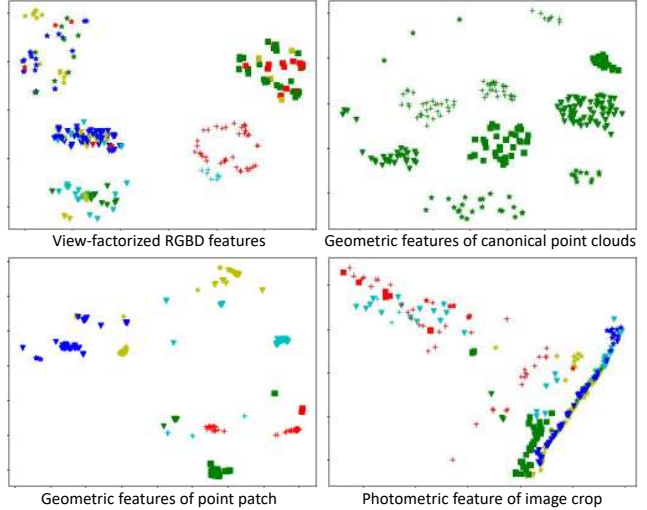 View-factorized RGBD features
Geometric features of canonical point clouds
Geometric features of point patch
Photometric feature of image crop